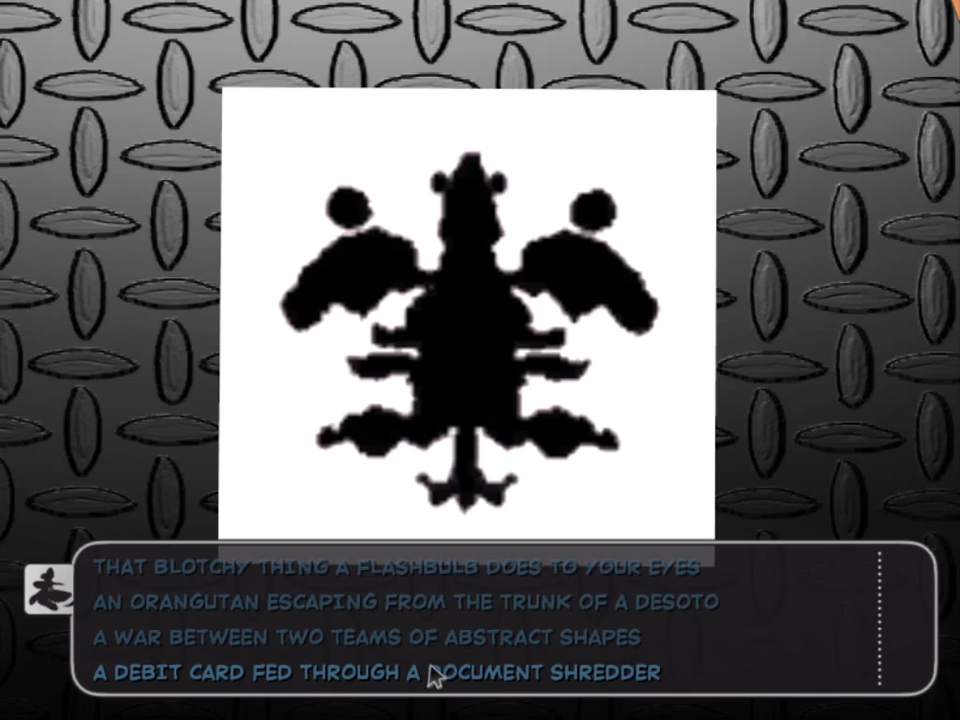 THAT BLOTCHY THING A FLASHBULB DOES TO YOUR EYES
AN ORANGUTAN ESCAPING FROM THE TRUNK OF A DESOTO
A WAR BETWEEN TWO TEAMS OF ABSTRACT SHAPES
A DEBIT CARD FED THROUGH A DOCUMENT SHREDDER